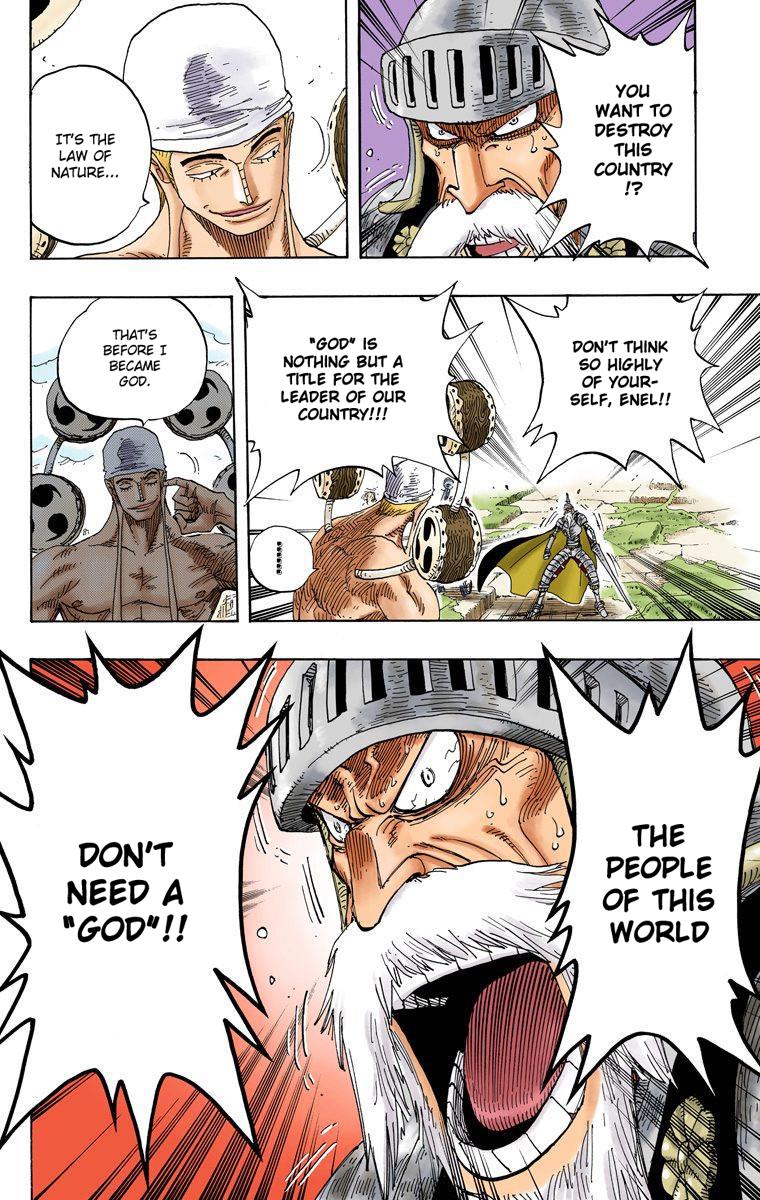 YOU
WANT TO
DESTROY
THIS
COUNTRY
!?
IT'S THE
LAW OF
NATURE...
DON'T THINK
SO HIGHLY
OF YOUR-
SELF, ENEL!!
"GOD" IS
NOTHING BUT A
TITLE FOR THE
LEADER OF OUR
COUNTRY!!!
THAT'S
BEFORE I
BECAME
GOD.
THE
PEOPLE
OF THIS
WORLD
DON'T
NEED A
"GOD"!!